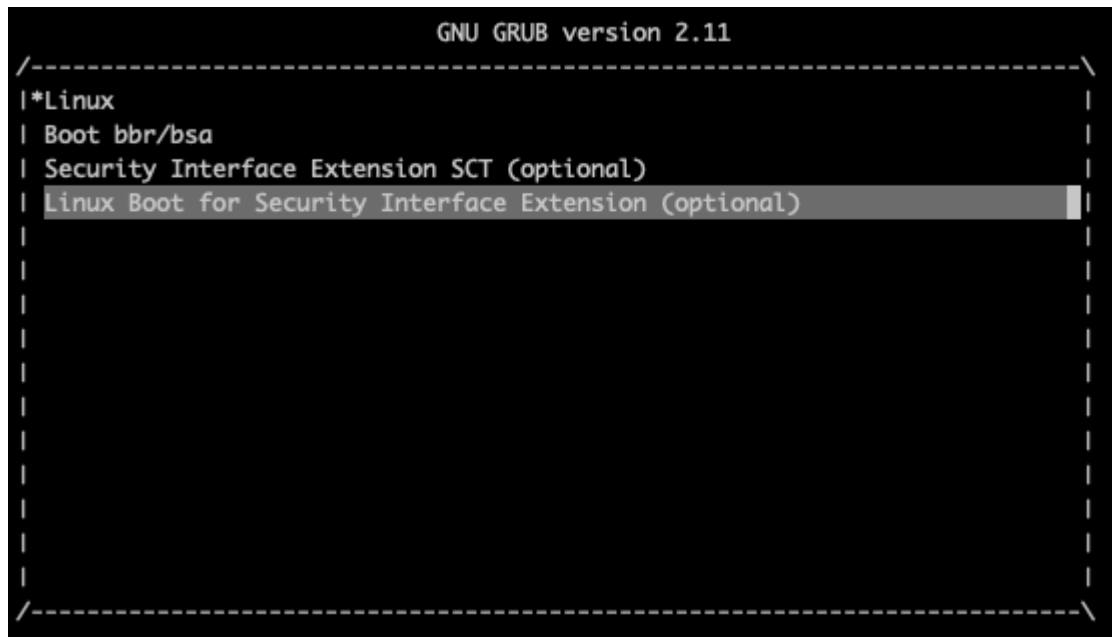 GNU GRUB version 2.11
/----------------------------------------------------------------------------\
|*Linux |
| Boot bbr/bsa |
| Security Interface Extension SCT (optional) |
| Linux Boot for Security Interface Extension (optional) |
| |
| |
| |
| |
| |
| |
| |
| |
| |
| |
| |
/----------------------------------------------------------------------------\